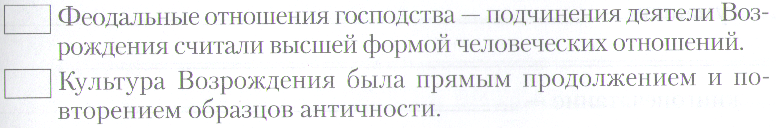 Феодальные отношения господства — подчинения деятели Воз-
рождения считали высшей формой человеческих отношений.
Культура Возрождения была прямым продолжением и по-
вторением образцов античности.